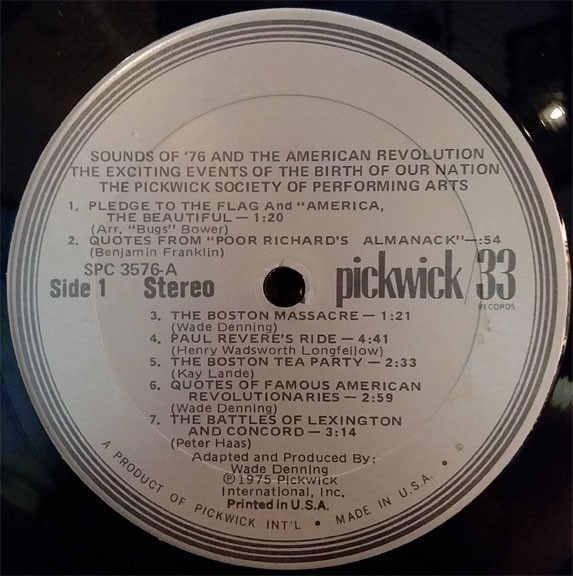 SOUNDS OF '76 AND THE AMERICAN REVOLUTION
THE EXCITING EVENTS OF THE BIRTH OF OUR NATION
THE PICKWICK SOCIETY OF PERFORMING ARTS
1. PLEDGE TO THE FLAG And "AMERICA,
THE BEAUTIFUL — 1:20
(Arr. "Bugs" Bower)
2. QUOTES FROM "POOR RICHARD'S ALMANACK" — :54
(Benjamin Franklin)
SPC 3576-A
Side 1 Stereo
pickwick/33
RECORDS
3. THE BOSTON MASSACRE — 1:21
(Wade Denning)
4. PAUL REVERE'S RIDE — 4:41
(Henry Wadsworth Longfellow)
5. THE BOSTON TEA PARTY — 2:33
(Kay Lande)
6. QUOTES OF FAMOUS AMERICAN
REVOLUTIONARIES — 2:59
(Wade Denning)
7. THE BATTLES OF LEXINGTON
AND CONCORD — 3:14
(Peter Haas)
Adapted and Produced By:
Wade Denning
℗ 1975 Pickwick
International, Inc.
Printed in U.S.A.
A PRODUCT OF PICKWICK INT'L • MADE IN U.S.A. • ®